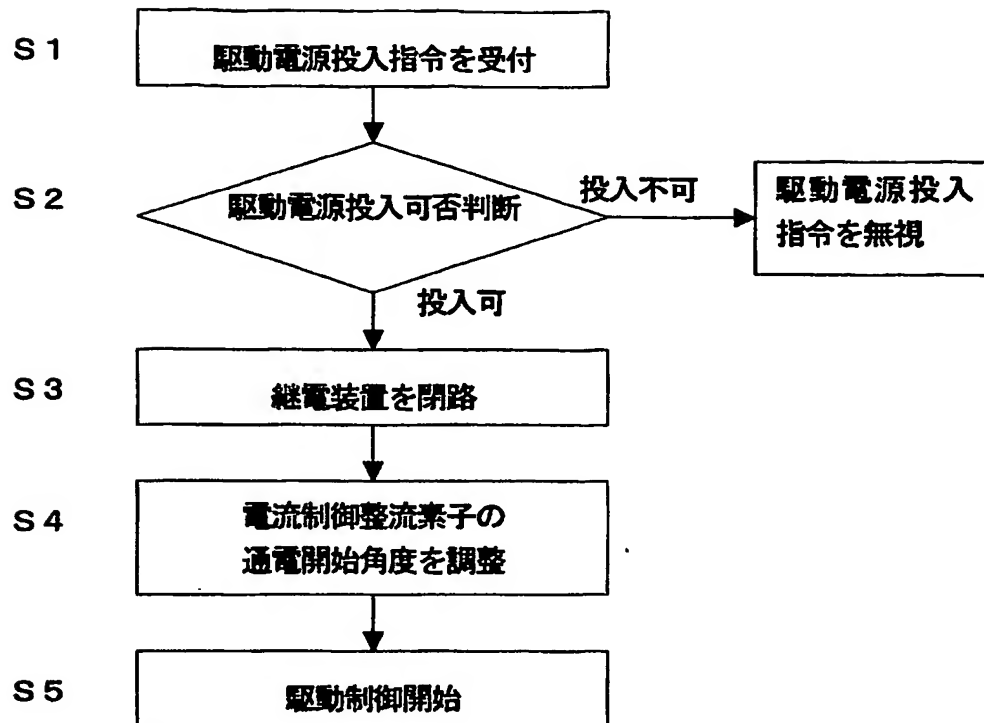 S1
駆動電源投入指令を受付
S2
駆動電源投入可否判断
投入不可
駆動電源投入
指令を無視
投入可
S3
継電装置を閉路
S4
電流制御整流素子の
通電開始角度を調整
S5
駆動制御開始